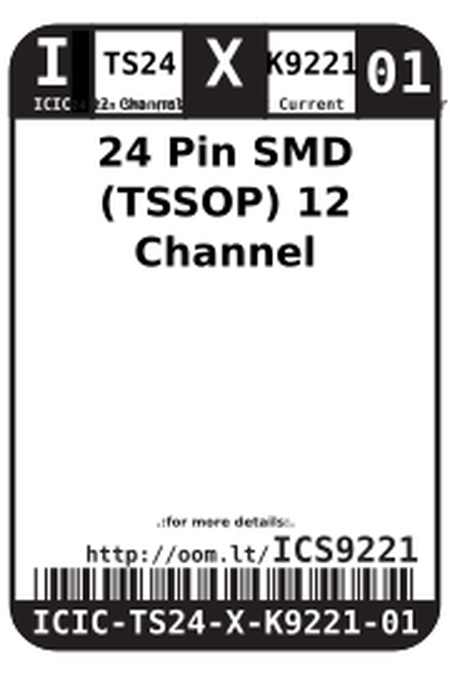 I TS24 X K9221 01
ICIC Channel Current
24 Pin SMD
(TSSOP) 12
Channel
.:for more details:.
http://oom.lt/ICS9221
ICIC-TS24-X-K9221-01